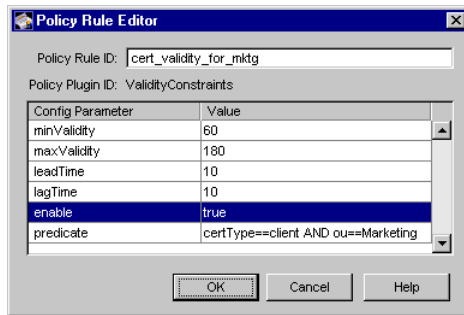 Policy Rule Editor
Policy Rule ID: cert_validity_for_mktg
Policy Plugin ID: ValidityConstraints
Config Parameter Value
minValidity 60
maxValidity 180
leadTime 10
lagTime 10
enable true
predicate certType==client AND ou==Marketing
OK Cancel Help